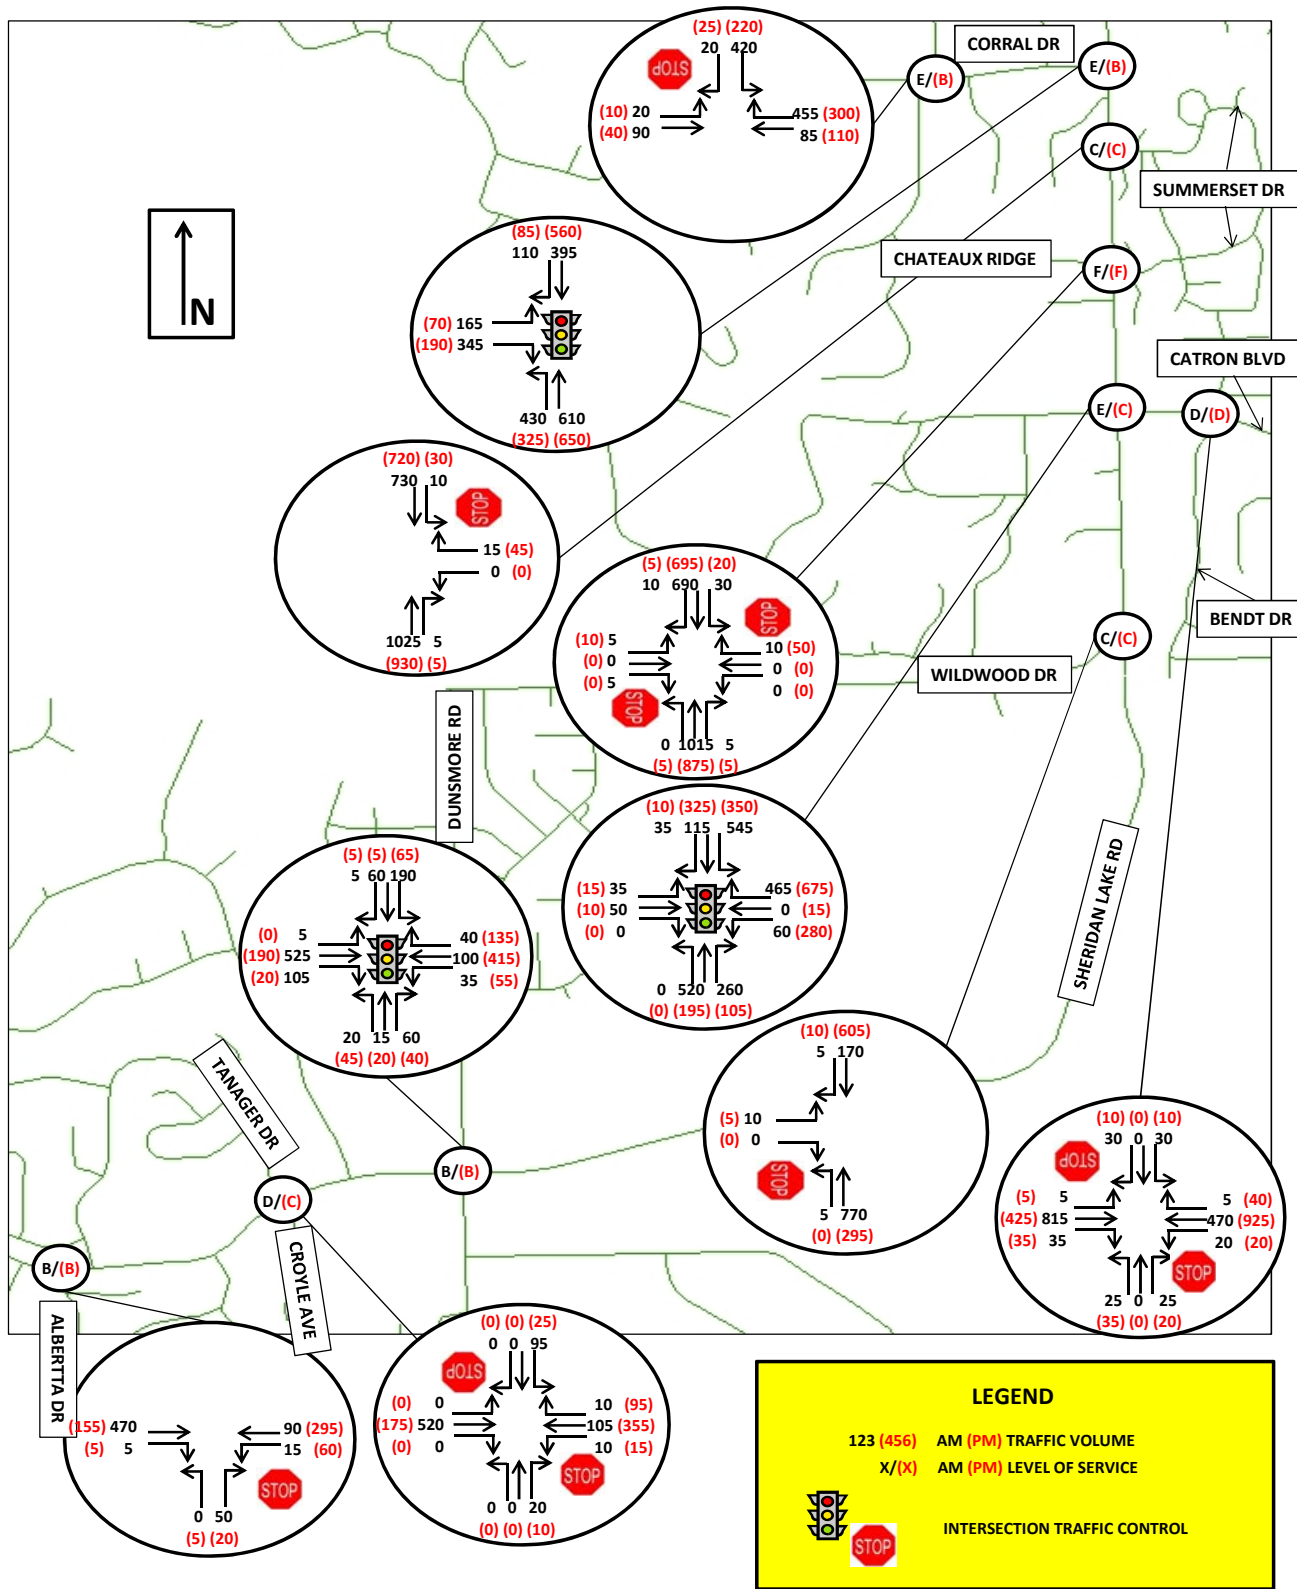 (25) (220)
20 420
STOP
(10) 20
(40) 90
455 (300)
85 (110)
CORRAL DR
E/(B)
E/(B)
C/(C)
SUMMERSET DR
N
(85) (560)
110 395
(70) 165
(190) 345
430 610
(325) (650)
CHATEAUX RIDGE
F/(F)
CATRON BLVD
E/(C)
D/(D)
(720) (30)
730 10
STOP
15 (45)
0 (0)
1025 5
(930) (5)
(5) (695) (20)
10 690 30
STOP
(10) 5
(0) 0
(0) 5
10 (50)
0 (0)
0 (0)
STOP
0 1015 5
(5) (875) (5)
BENDT DR
C/(C)
WILDWOOD DR
DUNSMORE RD
(10) (325) (350)
35 115 545
(15) 35
(10) 50
(0) 0
465 (675)
0 (15)
60 (280)
0 520 260
(0) (195) (105)
(5) (5) (65)
5 60 190
(0) 5
(190) 525
(20) 105
40 (135)
100 (415)
35 (55)
20 15 60
(45) (20) (40)
SHERIDAN LAKE RD
(10) (605)
5 170
(5) 10
(0) 0
STOP
5 770
(0) (295)
TANAGER DR
B/(B)
D/(C)
CROYLE AVE
B/(B)
ALBERTTA DR
(10) (0) (10)
30 0 30
STOP
(5) 5
(425) 815
(35) 35
5 (40)
470 (925)
20 (20)
STOP
25 0 25
(35) (0) (20)
(155) 470
(5) 5
90 (295)
15 (60)
STOP
0 50
(5) (20)
(0) (0) (25)
0 0 95
STOP
(0) 0
(175) 520
(0) 0
10 (95)
105 (355)
10 (15)
STOP
0 0 20
(0) (0) (10)
LEGEND
123 (456) AM (PM) TRAFFIC VOLUME
X/(X) AM (PM) LEVEL OF SERVICE
STOP
INTERSECTION TRAFFIC CONTROL